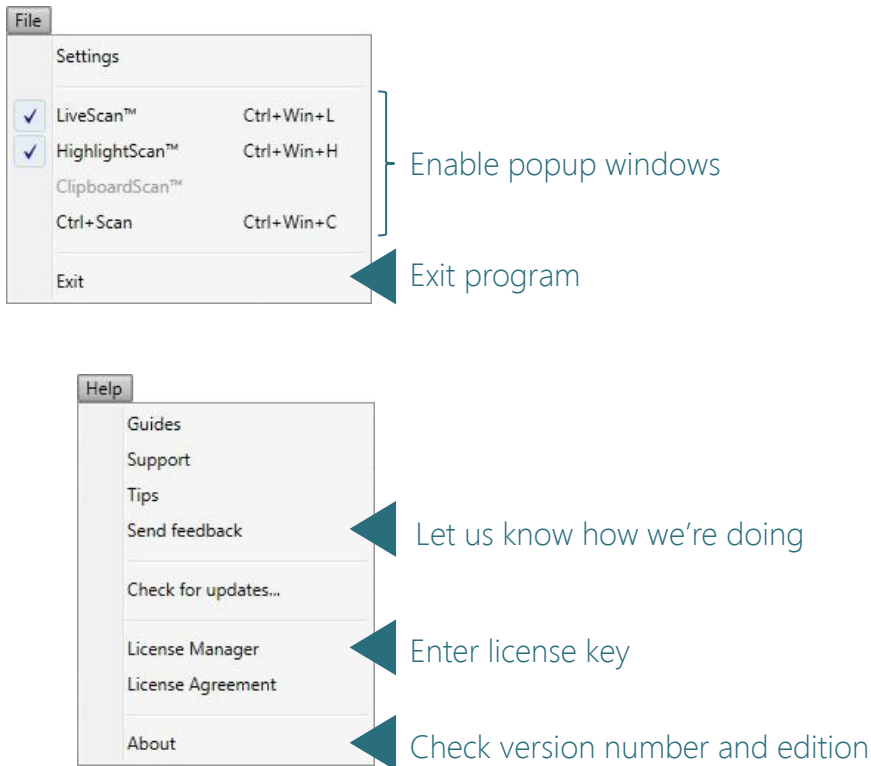 File
Settings
✓ LiveScan™ Ctrl+Win+L
✓ HighlightScan™ Ctrl+Win+H
ClipboardScan™
Ctrl+Scan Ctrl+Win+C
Enable popup windows
Exit
Exit program
Help
Guides
Support
Tips
Send feedback
Let us know how we’re doing
Check for updates...
License Manager
Enter license key
License Agreement
About
Check version number and edition